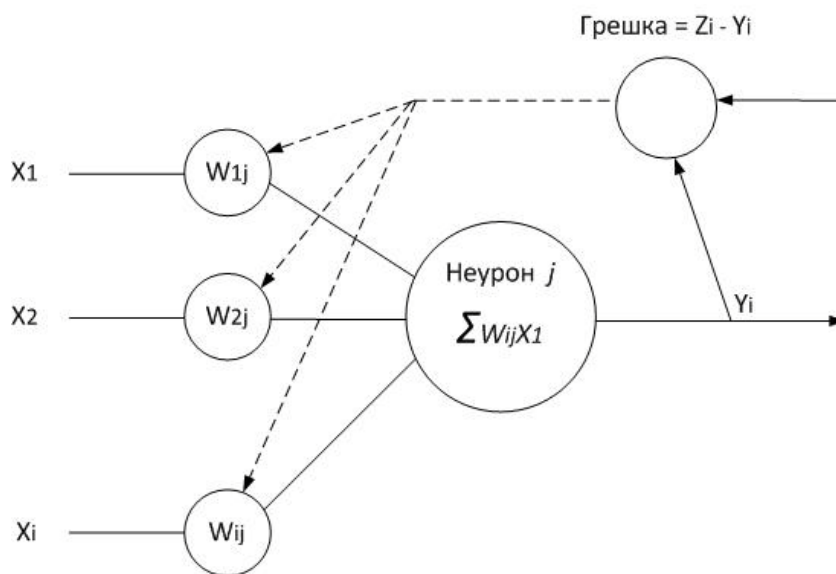 Грешка = Zi - Yi
X1
W1j
X2
W2j
Неурон j
∑WijX1
Yi
Xi
Wij